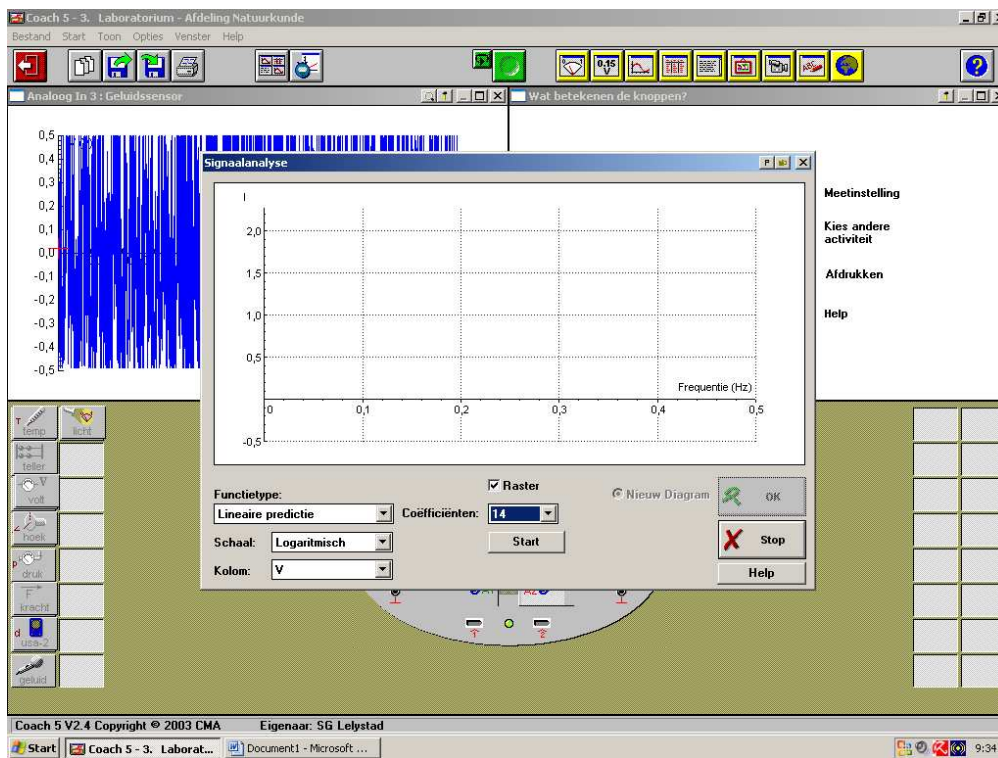 Coach 5 - 3. Laboratorium - Afdeling Natuurkunde
Bestand Start Toon Opties Venster Help
0,15
V
Analoog In 3 : Geluidssensor
Wat betekenen de knoppen?
0,5
0,4
0,3
0,2
0,1
0,0
-0,1
-0,2
-0,3
-0,4
-0,5
Signaalanalyse
I
2,0
1,5
1,0
0,5
-0,5
Frequentie (Hz)
0 0,1 0,2 0,3 0,4 0,5
Functietype:
Lineaire predictie
Schaal: Logaritmisch
Kolom: V
Coëfficiënten: 14
Raster
Start
Nieuw Diagram
OK
Stop
Help
Meetinstelling
Kies andere
activiteit
Afdrukken
Help
T
temp
licht
teller
V
volt
hoek
p
druk
F
kracht
d
usa-2
geluid
A1 A2
1 2
Coach 5 V2.4 Copyright © 2003 CMA Eigenaar: SG Lelystad
Start Coach 5 - 3. Laborat... Document1 - Microsoft ... 9:34